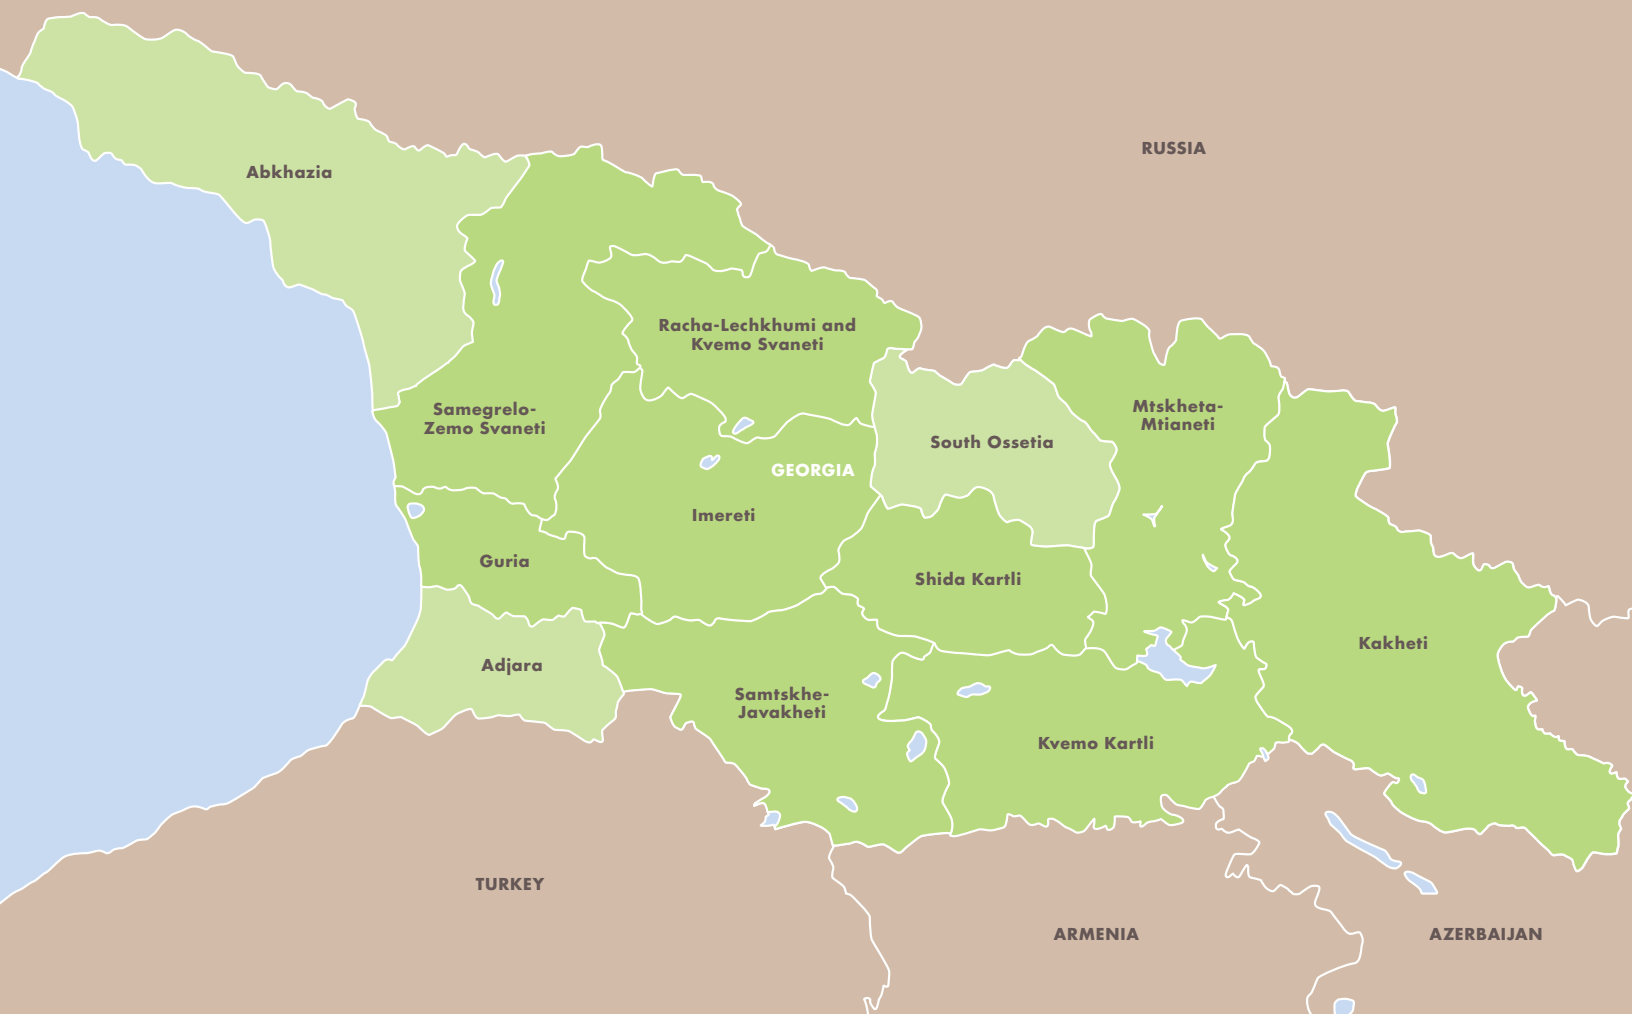 RUSSIA
Abkhazia
Racha-Lechkhumi and
Kvemo Svaneti
Samegrelo-
Zemo Svaneti
Mtskheta-
Mtianeti
South Ossetia
GEORGIA
Imereti
Guria
Shida Kartli
Kakheti
Adjara
Samtskhe-
Javakheti
Kvemo Kartli
TURKEY
ARMENIA
AZERBAIJAN